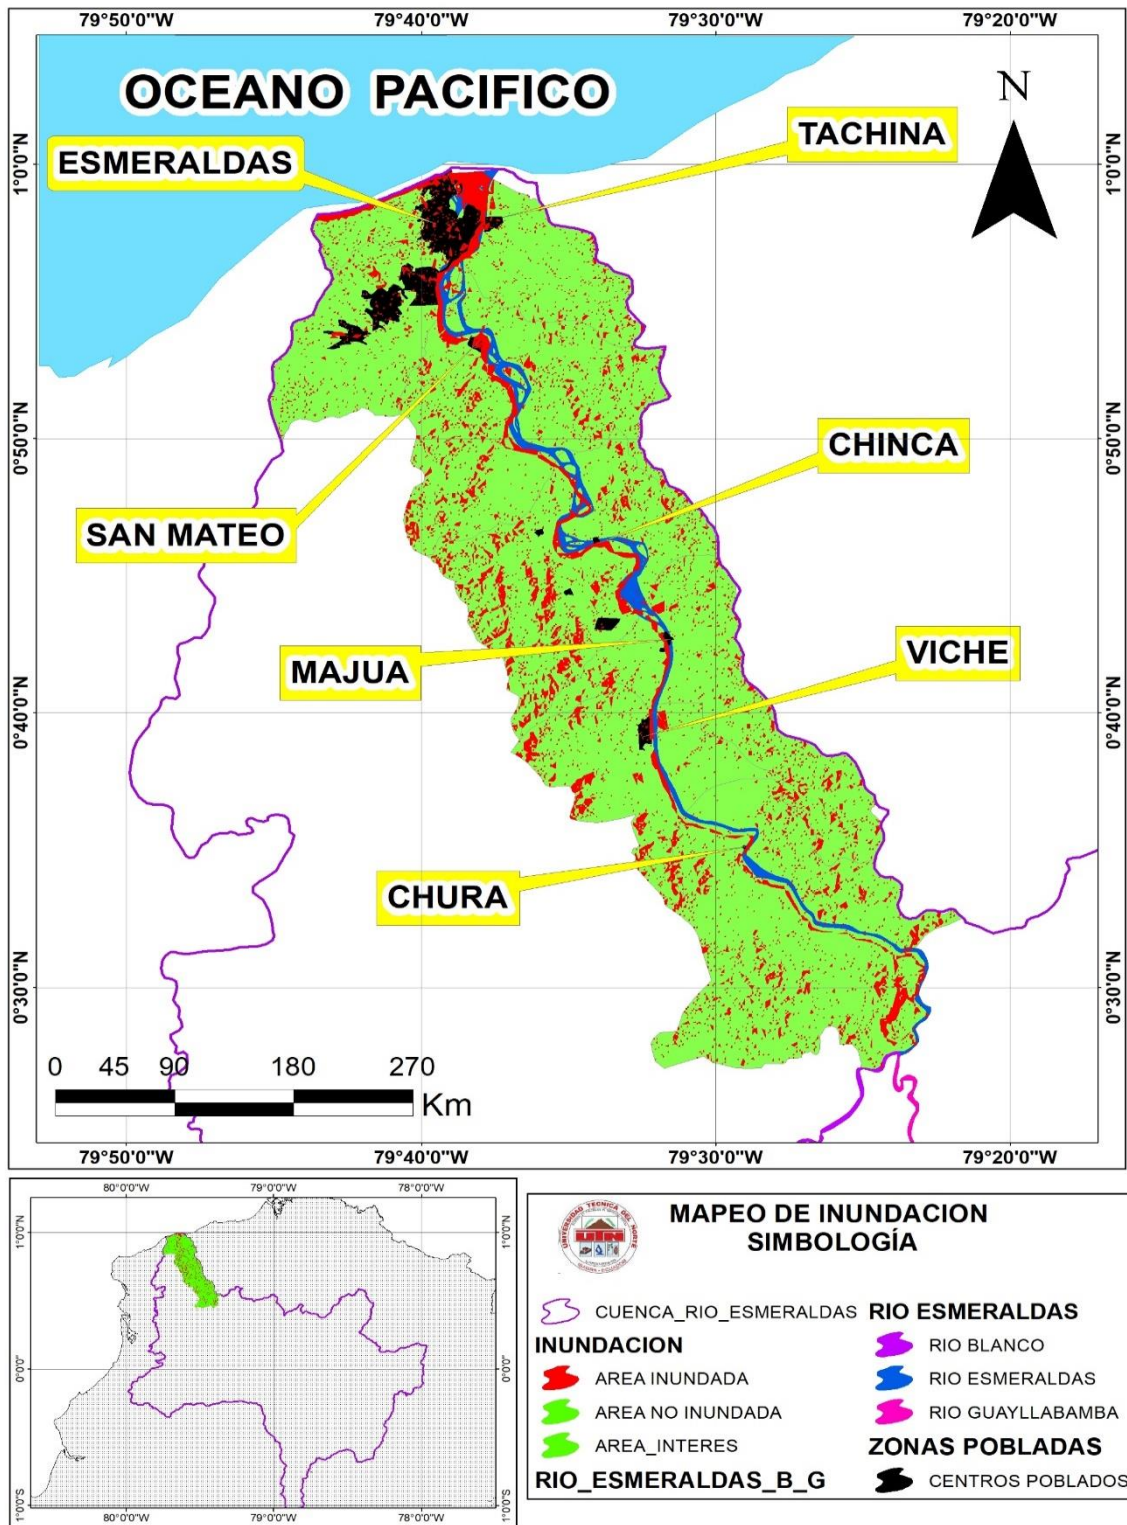 79°50'0"W 79°40'0"W 79°30'0"W 79°20'0"W
OCEANO PACIFICO
N
TACHINA
ESMERALDAS
1°0'0"N 1°0'0"N
0°50'0"N 0°50'0"N
CHINCA
SAN MATEO
VICHE
MAJUA
0°40'0"N 0°40'0"N
CHURA
0°30'0"N 0°30'0"N
0 45 90 180 270
Km
79°50'0"W 79°40'0"W 79°30'0"W 79°20'0"W
80°0'0"W 79°0'0"W 78°0'0"W
1°0'0"N 1°0'0"N
0°0'0" 0°0'0"
1°0'0"S 1°0'0"S
80°0'0"W 79°0'0"W 78°0'0"W
UNIVERSIDAD TECNICA DEL NORTE
UTN
MAPEO DE INUNDACION
SIMBOLOGÍA
CUENCA_RIO_ESMERALDAS
INUNDACION
AREA INUNDADA
AREA NO INUNDADA
AREA_INTERES
RIO_ESMERALDAS_B_G
RIO ESMERALDAS
RIO BLANCO
RIO ESMERALDAS
RIO GUAYLLABAMBA
ZONAS POBLADAS
CENTROS POBLADOS